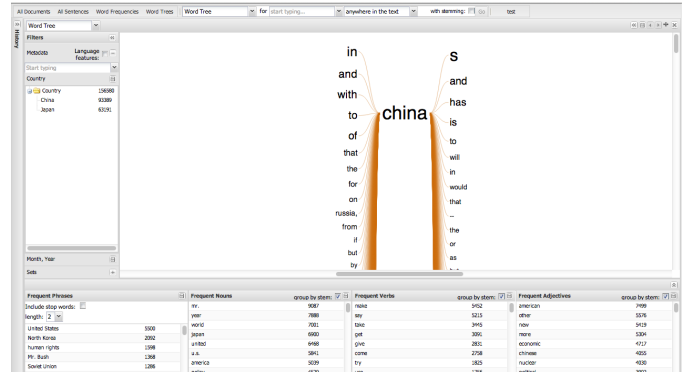 All Documents All Sentences Word Frequencies Word Trees Word Tree for start typing... anywhere in the text with stemming: Go test
History
Word Tree
Filters
Metadata Language features:
Start typing
Country
Country 156580
China 93389
Japan 63191
Month, Year
Sets
in
and
with
to
of
that
the
for
on
russia,
from
if
but
by
china
s
and
has
is
to
will
in
would
that
--
the
or
as
Frequent Phrases
Include stop words:
length: 2
United States 5500
North Korea 2092
human rights 1598
Mr. Bush 1368
Soviet Union 1286
Frequent Nouns group by stem:
mr. 9087
year 7888
world 7001
japan 6900
united 6468
u.s. 5841
america 5039
Frequent Verbs group by stem:
make 5452
say 5215
take 3445
get 3091
give 2831
come 2758
try 1825
Frequent Adjectives group by stem:
american 7499
other 5576
new 5419
more 5304
economic 4717
chinese 4055
nuclear 4030